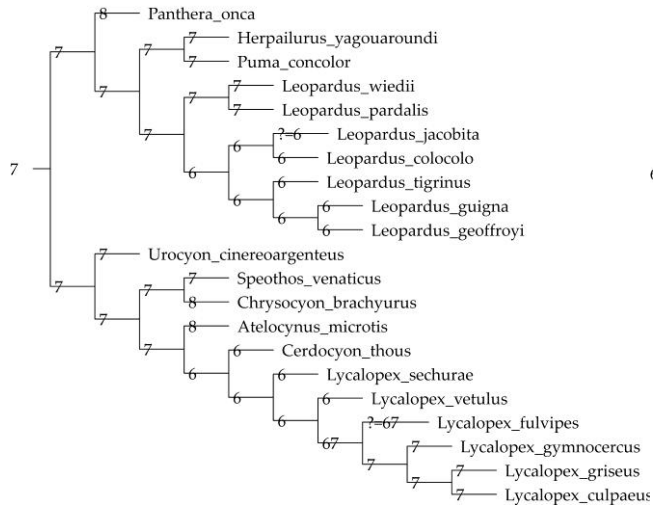 8 Panthera_onca
7
7 Herpailurus_yagouaroundi
7
7 Puma_concolor
7 Leopardus_wiedii
7
7 Leopardus_pardalis
7
?=6 Leopardus_jacobita
6
6 Leopardus_colocolo
7 6
6 Leopardus_tigrinus
6
6 Leopardus_guigna
6
6 Leopardus_geoffroyi
7 Urocyon_cinereoargenteus
7
7 Speothos_venaticus
7
8 Chrysocyon_brachyurus
7
8 Atelocynus_microtis
7
6 Cerdocyon_thous
6
6 Lycalopex_sechurae
6
6 Lycalopex_vetulus
6
?=67 Lycalopex_fulvipes
67
7 Lycalopex_gymnocercus
7
7 Lycalopex_griseus
7
7 Lycalopex_culpaeus